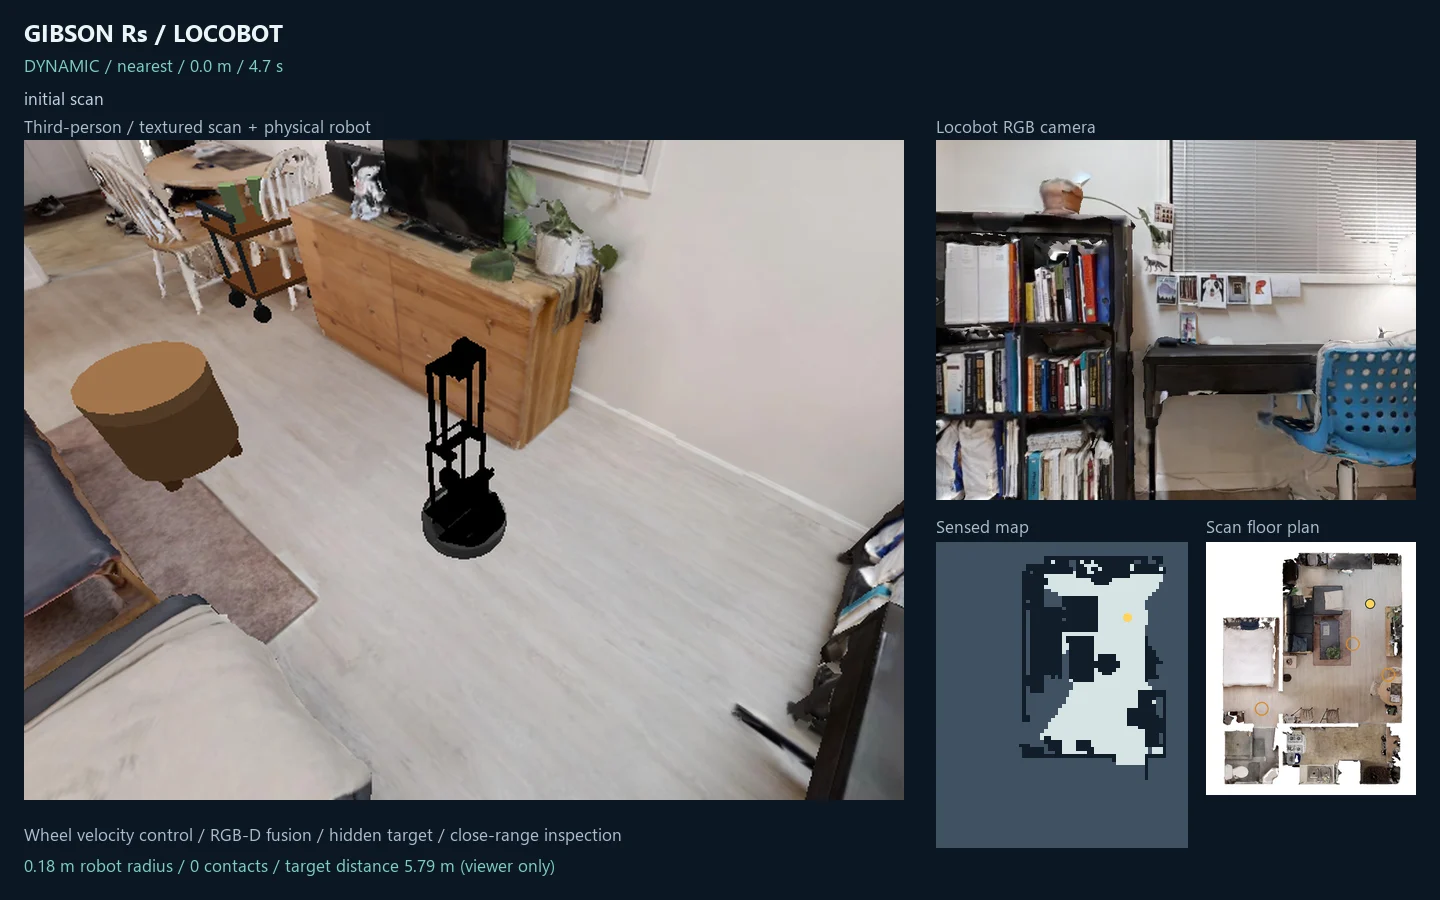 GIBSON Rs / LOCOBOT
DYNAMIC / nearest / 0.0 m / 4.7 s
initial scan
Third-person / textured scan + physical robot
Locobot RGB camera
Sensed map
Scan floor plan
Wheel velocity control / RGB-D fusion / hidden target / close-range inspection
0.18 m robot radius / 0 contacts / target distance 5.79 m (viewer only)